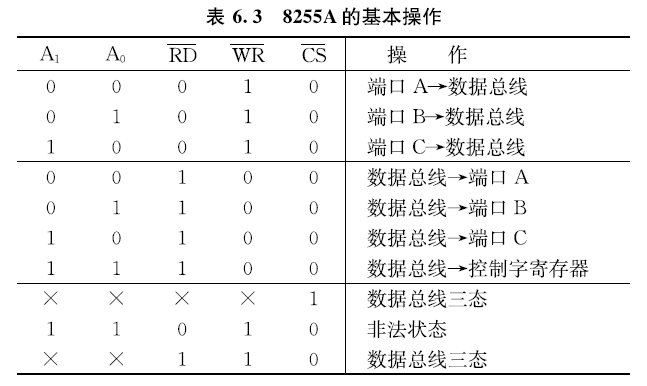 表 6.3 8255A 的基本操作
A₁ A₀ R̅D̅ W̅R̅ C̅S̅ 操 作
0 0 0 1 0 端口 A→数据总线
0 1 0 1 0 端口 B→数据总线
1 0 0 1 0 端口 C→数据总线
0 0 1 0 0 数据总线→端口 A
0 1 1 0 0 数据总线→端口 B
1 0 1 0 0 数据总线→端口 C
1 1 1 0 0 数据总线→控制字寄存器
× × × × 1 数据总线三态
1 1 0 1 0 非法状态
× × 1 1 0 数据总线三态